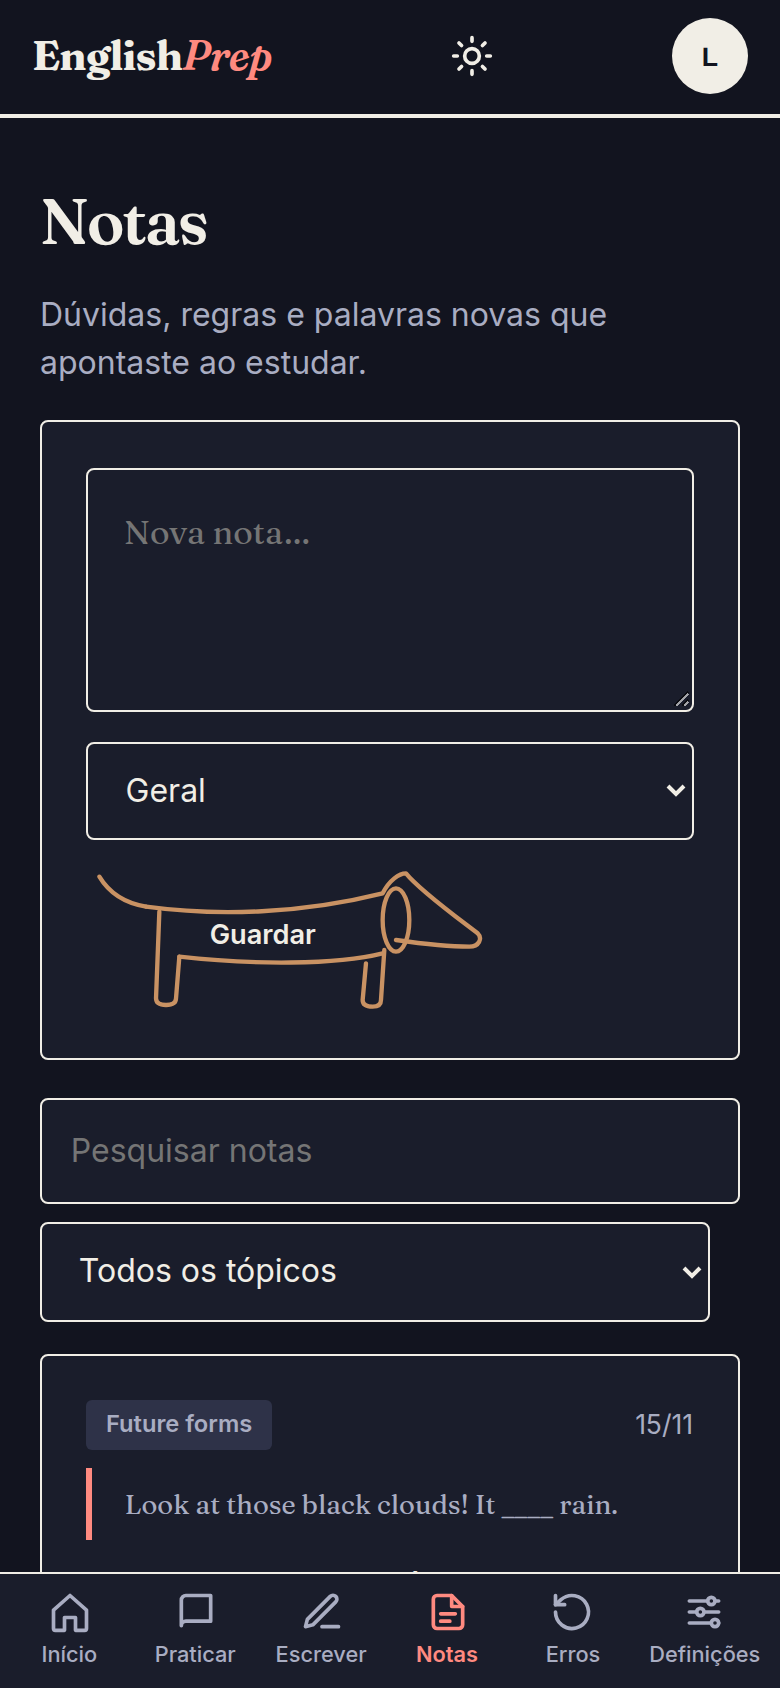 EnglishPrep
L
Notas
Dúvidas, regras e palavras novas que
apontaste ao estudar.
Nova nota...
Geral
Guardar
Pesquisar notas
Todos os tópicos
Future forms
15/11
Look at those black clouds! It ____ rain.
Início
Praticar
Escrever
Notas
Erros
Definições